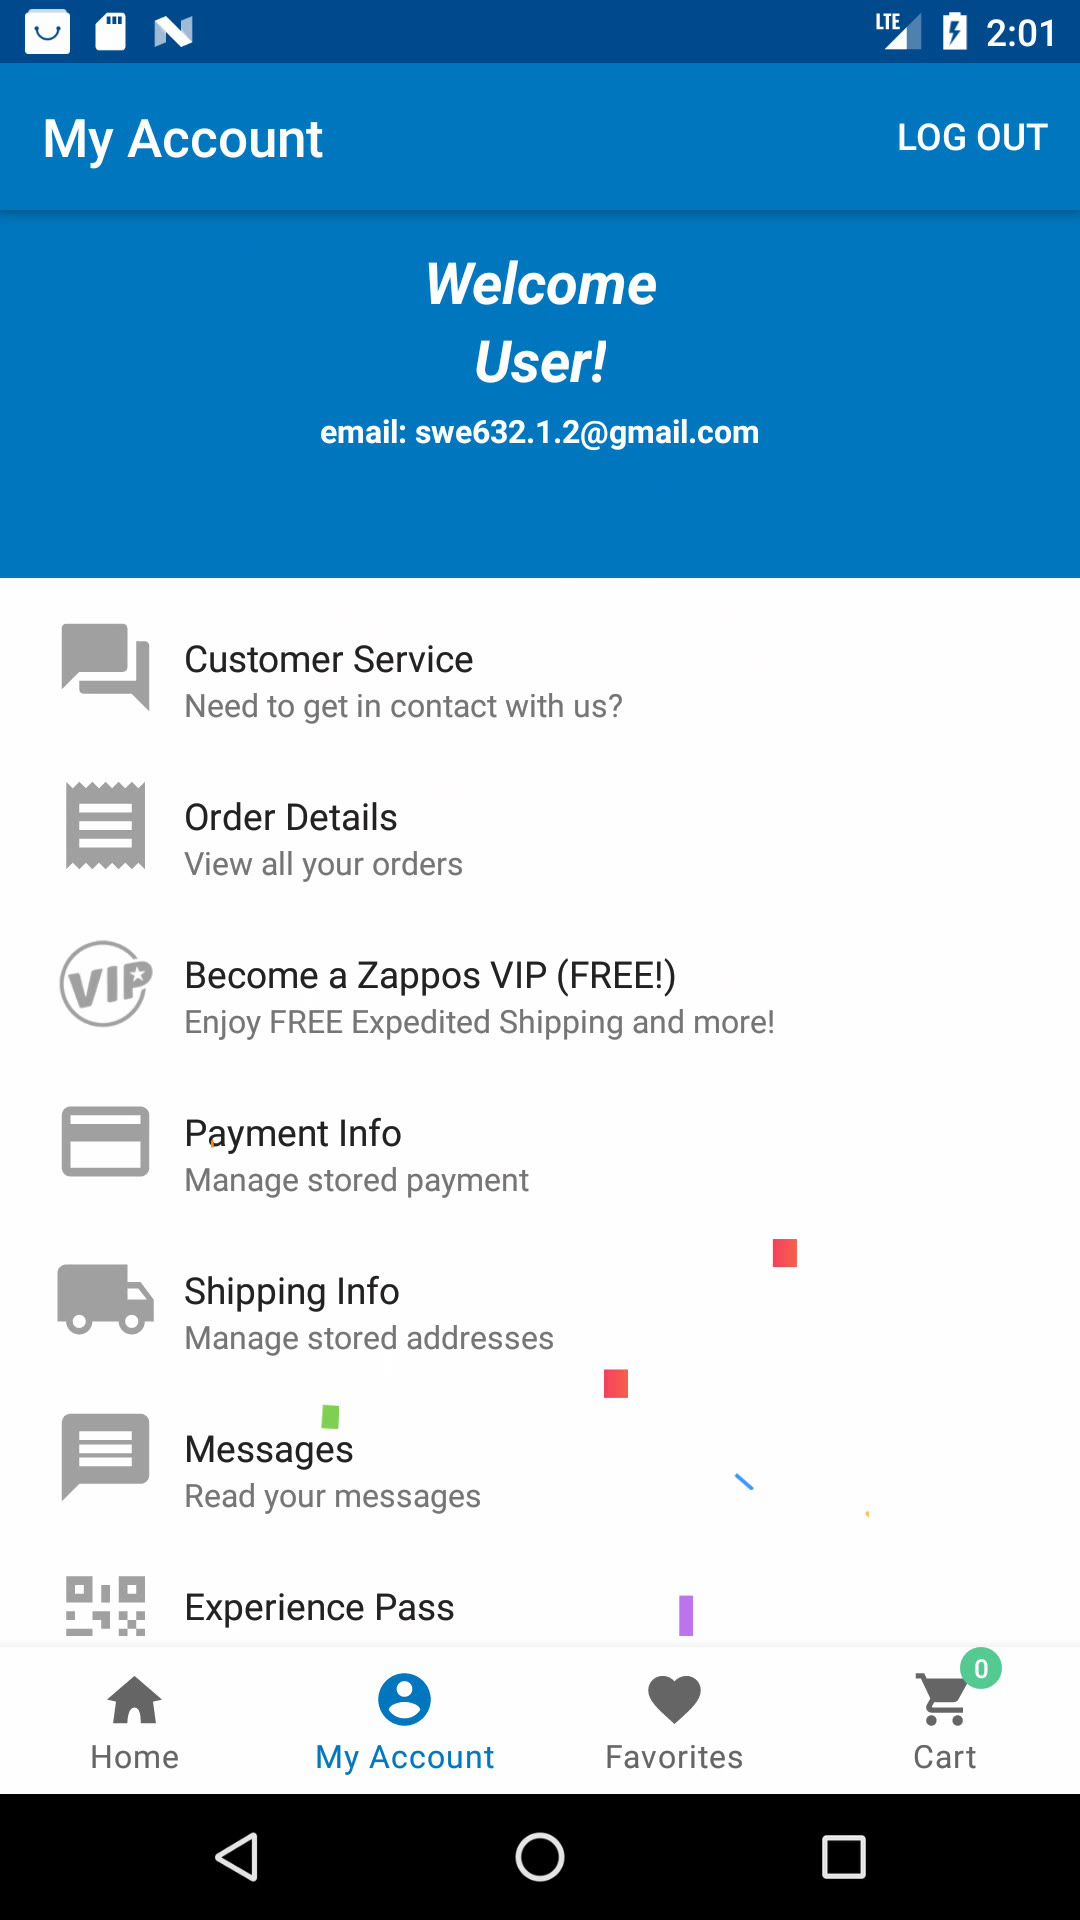 LTE
2:01
My Account
LOG OUT
Welcome
User!
email: swe632.1.2@gmail.com
Customer Service
Need to get in contact with us?
Order Details
View all your orders
VIP
Become a Zappos VIP (FREE!)
Enjoy FREE Expedited Shipping and more!
Payment Info
Manage stored payment
Shipping Info
Manage stored addresses
Messages
Read your messages
Experience Pass
0
Home
My Account
Favorites
Cart